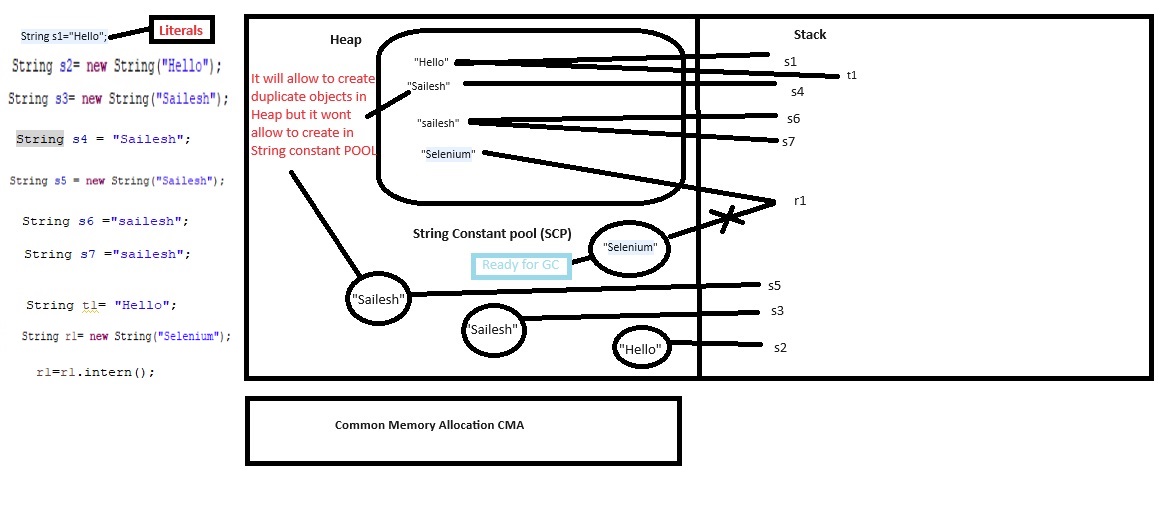 String s1="Hello";
Literals
String s2= new String("Hello");
String s3= new String("Sailesh");
String s4 = "Sailesh";
String s5 = new String("Sailesh");
String s6 ="sailesh";
String s7 ="sailesh";
String t1= "Hello";
String r1= new String("Selenium");
r1=r1.intern();
Heap
Stack
"Hello"
"Sailesh"
"sailesh"
"Selenium"
It will allow to create
duplicate objects in
Heap but it wont
allow to create in
String constant POOL
s1
t1
s4
s6
s7
r1
String Constant pool (SCP)
"Selenium"
Ready for GC
"Sailesh"
s5
"Sailesh"
s3
"Hello"
s2
Common Memory Allocation CMA